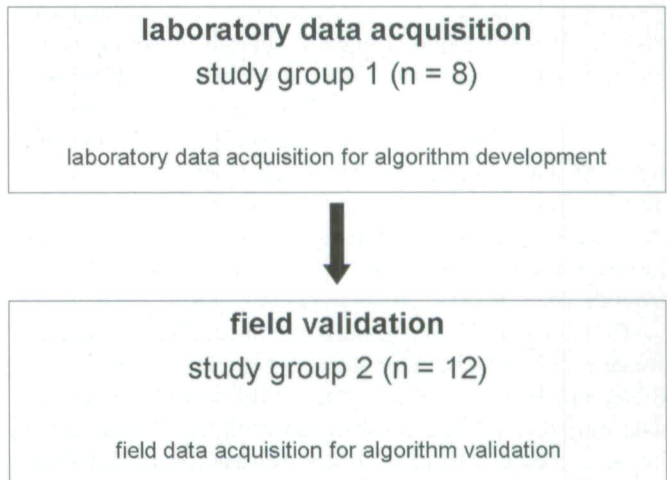 laboratory data acquisition
study group 1 (n = 8)
laboratory data acquisition for algorithm development
field validation
study group 2 (n = 12)
field data acquisition for algorithm validation